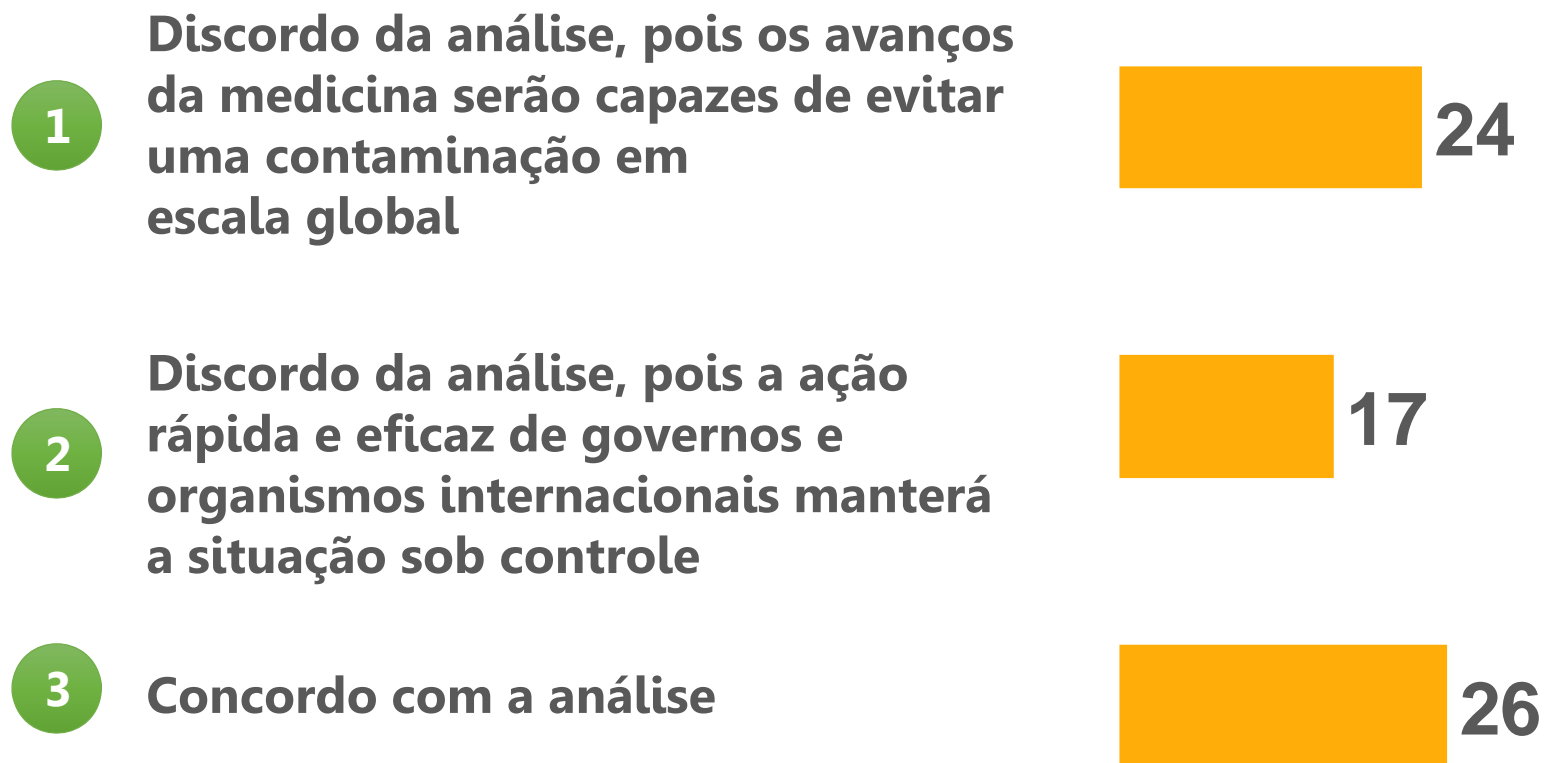 1
Discordo da análise, pois os avanços
da medicina serão capazes de evitar
uma contaminação em
escala global
24
2
Discordo da análise, pois a ação
rápida e eficaz de governos e
organismos internacionais manterá
a situação sob controle
17
3
Concordo com a análise
26